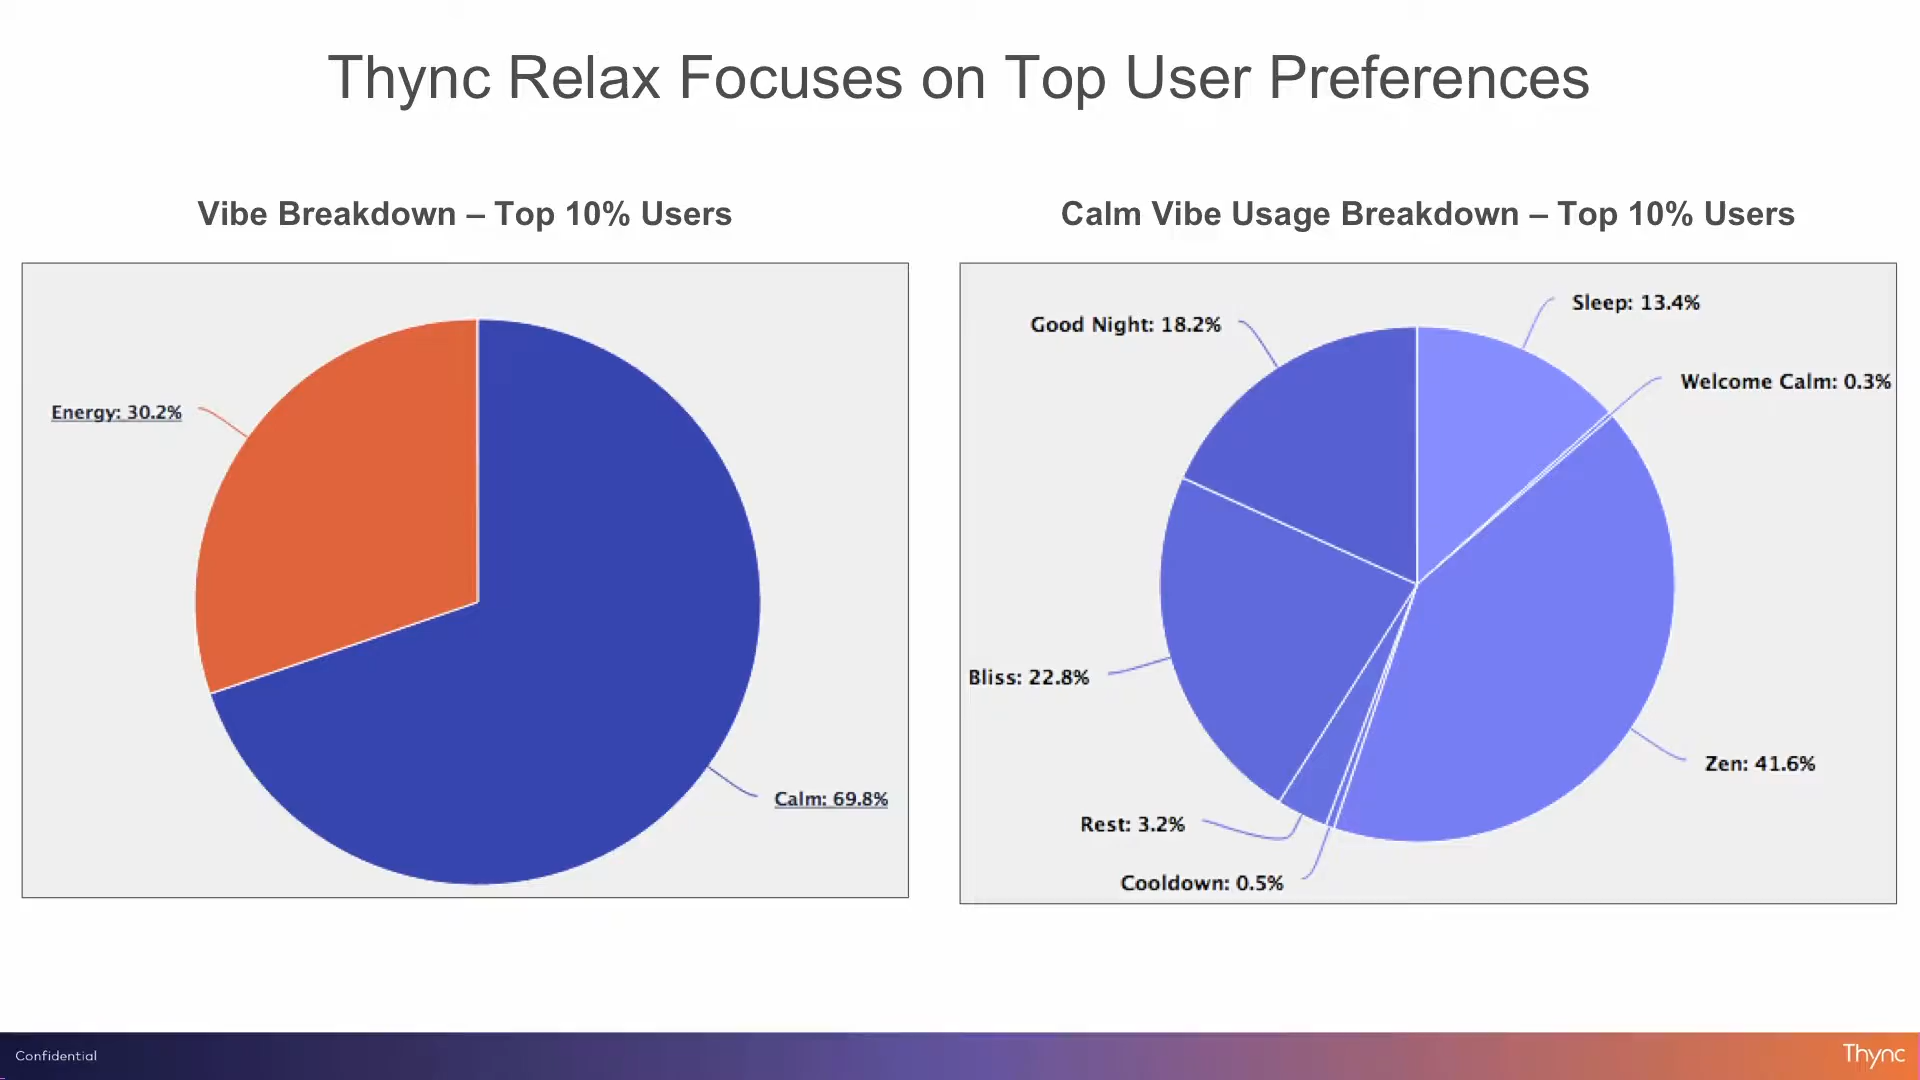 Thync Relax Focuses on Top User Preferences
Vibe Breakdown – Top 10% Users
Energy: 30.2%
Calm: 69.8%
Calm Vibe Usage Breakdown – Top 10% Users
Sleep: 13.4%
Good Night: 18.2%
Welcome Calm: 0.3%
Bliss: 22.8%
Zen: 41.6%
Rest: 3.2%
Cooldown: 0.5%
Confidential
Thync